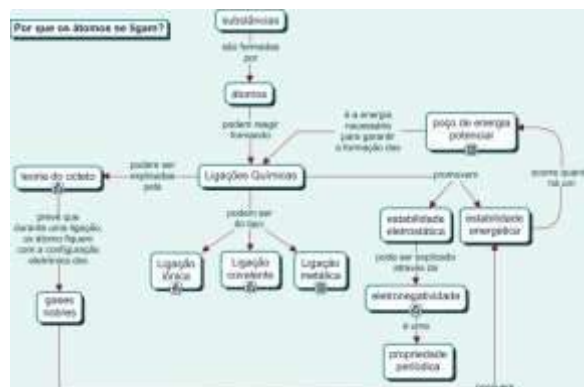 Por que os átomos se ligam?
substâncias
são formadas
por
átomos
podem reagir
formando
é a energia
necessária
para garantir
a formação das
poço de energia
potencial
teoria do octeto
podem ser
explicadas
pela
Ligações Químicas
promovem
ocorre quando
há um
prevê que
durante uma ligação,
os átomo fiquem
com a configuração
eletrônica dos
podem ser
do tipo
estabilidade
eletrostática
estabilidade
energética
Ligação
iônica
Ligação
covalente
Ligação
metálica
pode ser explicado
através da
gases
nobres
eletronegatividade
é uma
propriedade
periódica